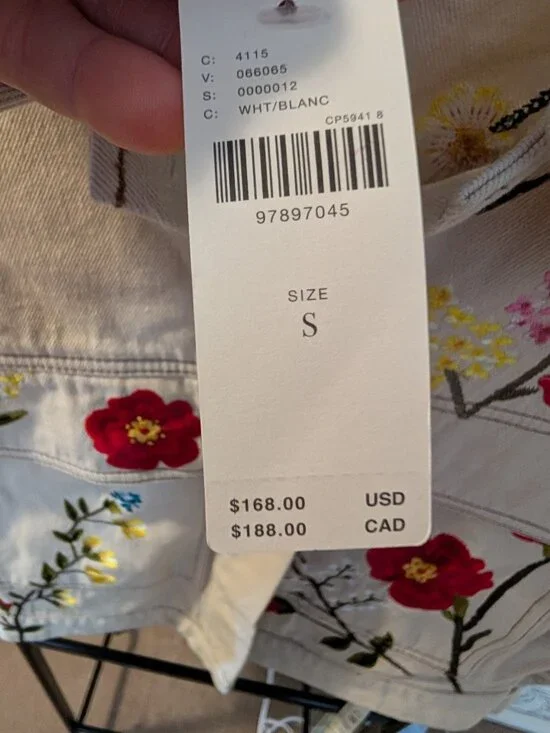 C: 4115
V: 066065
S: 0000012
C: WHT/BLANC
CP5941 8
97897045
SIZE
S
$168.00 USD
$188.00 CAD